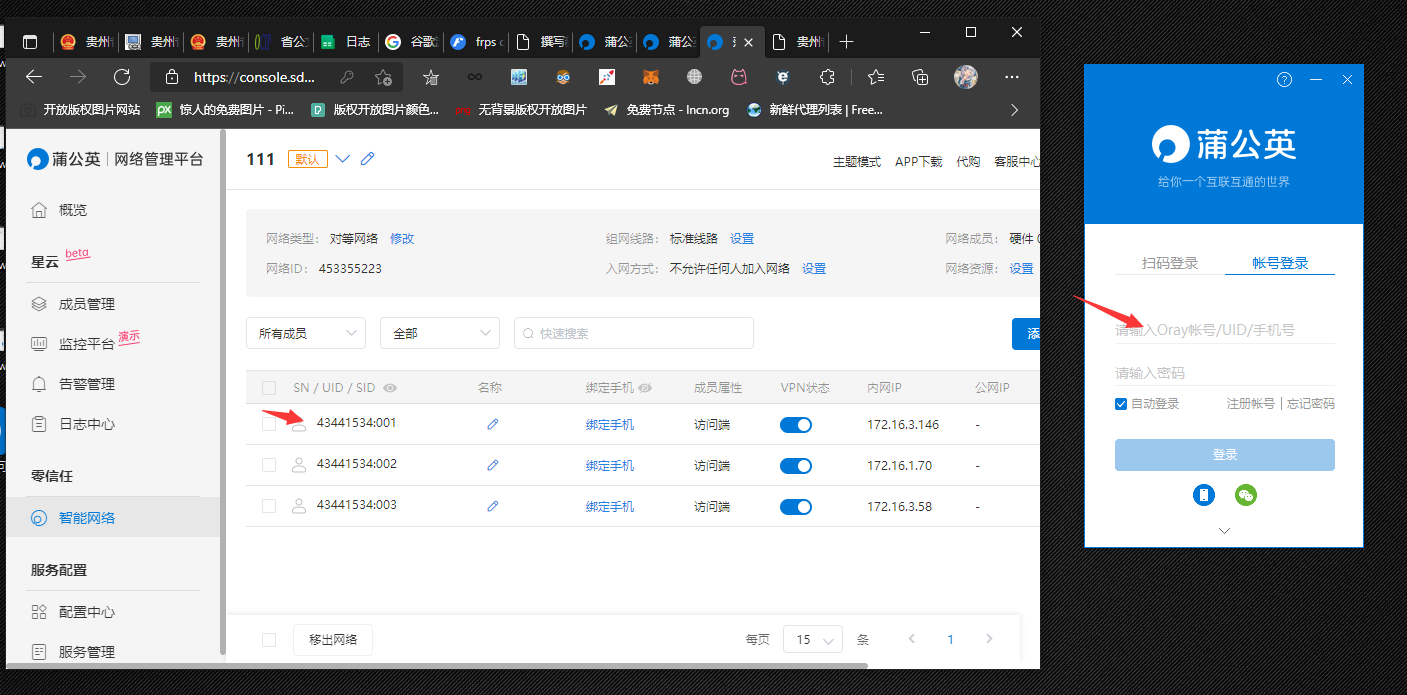 贵州
贵州
贵州
省公
日志
谷歌
frps
撰写
蒲公
蒲公
贵州
https://console.sd...
开放版权图片网站
惊人的免费图片 - Pi...
版权开放图片颜色...
无背景版权开放图片
免费节点 - lncn.org
新鲜代理列表 | Free...
蒲公英 | 网络管理平台
概览
星云 beta
成员管理
监控平台 演示
告警管理
日志中心
零信任
智能网络
服务配置
配置中心
服务管理
111 默认
主题模式 APP下载 代购 客服中心
网络类型: 对等网络 修改
组网线路: 标准线路 设置
网络成员: 硬件
网络ID: 453355223
入网方式: 不允许任何人加入网络 设置
网络资源: 设置
所有成员 全部 快速搜索 添
SN / UID / SID 名称 绑定手机 成员属性 VPN状态 内网IP 公网IP
43441534:001 绑定手机 访问端 172.16.3.146 -
43441534:002 绑定手机 访问端 172.16.1.70 -
43441534:003 绑定手机 访问端 172.16.3.58 -
移出网络 每页 15 条 1
蒲公英
给你一个互联互通的世界
扫码登录 帐号登录
请输入Oray帐号/UID/手机号
请输入密码
自动登录 注册帐号 | 忘记密码
登录